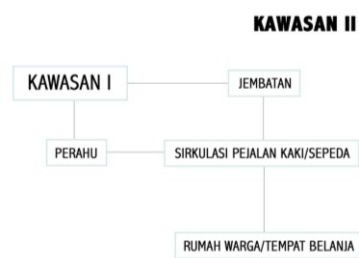 KAWASAN II
KAWASAN I
JEMBATAN
PERAHU
SIRKULASI PEJALAN KAKI/SEPEDA
RUMAH WARGA/TEMPAT BELANJA